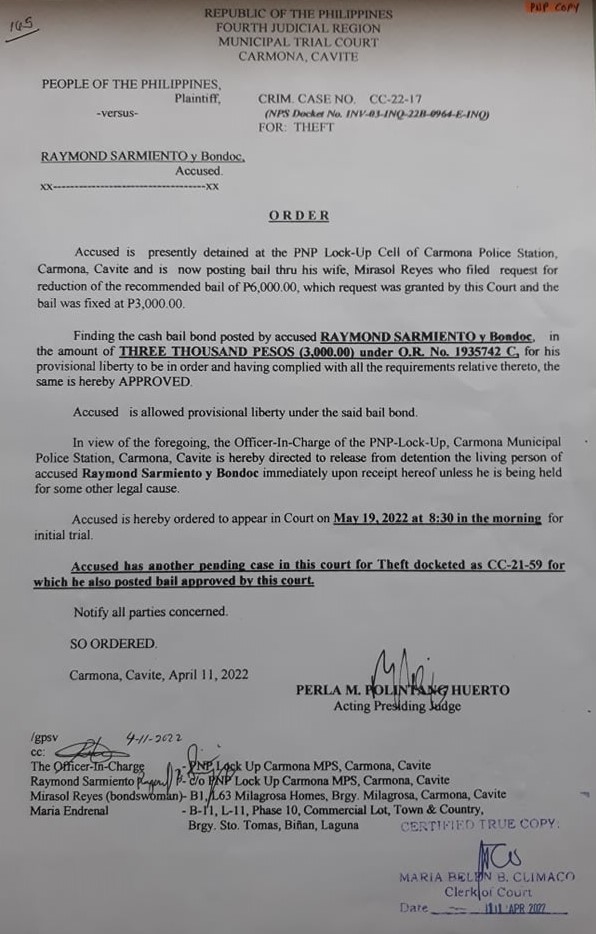 165
PNP COPY
REPUBLIC OF THE PHILIPPINES
FOURTH JUDICIAL REGION
MUNICIPAL TRIAL COURT
CARMONA, CAVITE
PEOPLE OF THE PHILIPPINES,
Plaintiff,
CRIM. CASE NO. CC-22-17
-versus-
(NPS Docket No. INV-03-INQ-22B-0964-E-INQ)
FOR: THEFT
RAYMOND SARMIENTO y Bondoc,
Accused.
xx-----------------------------------xx
ORDER
Accused is presently detained at the PNP Lock-Up Cell of Carmona Police Station,
Carmona, Cavite and is now posting bail thru his wife, Mirasol Reyes who filed request for
reduction of the recommended bail of P6,000.00, which request was granted by this Court and the
bail was fixed at P3,000.00.
Finding the cash bail bond posted by accused RAYMOND SARMIENTO y Bondoc, in
the amount of THREE THOUSAND PESOS (3,000.00) under O.R. No. 1935742 C, for his
provisional liberty to be in order and having complied with all the requirements relative thereto, the
same is hereby APPROVED.
Accused is allowed provisional liberty under the said bail bond.
In view of the foregoing, the Officer-In-Charge of the PNP-Lock-Up, Carmona Municipal
Police Station, Carmona, Cavite is hereby directed to release from detention the living person of
accused Raymond Sarmiento y Bondoc immediately upon receipt hereof unless he is being held
for some other legal cause.
Accused is hereby ordered to appear in Court on May 19, 2022 at 8:30 in the morning for
initial trial.
Accused has another pending case in this court for Theft docketed as CC-21-59 for
which he also posted bail approved by this court.
Notify all parties concerned.
SO ORDERED.
Carmona, Cavite, April 11, 2022
PERLA M. POLINTANG HUERTO
Acting Presiding Judge
/gpsv 4-11-2022
cc:
The Officer-In-Charge - PNP Lock Up Carmona MPS, Carmona, Cavite
Raymond Sarmiento - c/o PNP Lock Up Carmona MPS, Carmona, Cavite
Mirasol Reyes (bondswoman)- B1, L63 Milagrosa Homes, Brgy. Milagrosa, Carmona, Cavite
Maria Endrenal - B-11, L-11, Phase 10, Commercial Lot, Town & Country,
Brgy. Sto. Tomas, Biñan, Laguna
CERTIFIED TRUE COPY:
MARIA BELEN B. CLIMACO
Clerk of Court
Date 11 APR 2022